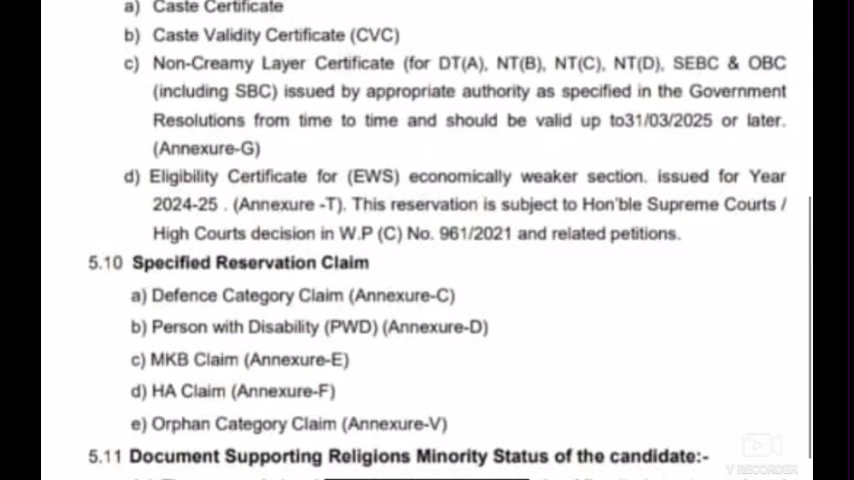 a) Caste Certificate
b) Caste Validity Certificate (CVC)
c) Non-Creamy Layer Certificate (for DT(A), NT(B), NT(C), NT(D), SEBC & OBC
(including SBC) issued by appropriate authority as specified in the Government
Resolutions from time to time and should be valid up to31/03/2025 or later.
(Annexure-G)
d) Eligibility Certificate for (EWS) economically weaker section. issued for Year
2024-25 . (Annexure -T). This reservation is subject to Hon'ble Supreme Courts /
High Courts decision in W.P (C) No. 961/2021 and related petitions.
5.10 Specified Reservation Claim
a) Defence Category Claim (Annexure-C)
b) Person with Disability (PWD) (Annexure-D)
c) MKB Claim (Annexure-E)
d) HA Claim (Annexure-F)
e) Orphan Category Claim (Annexure-V)
5.11 Document Supporting Religions Minority Status of the candidate:-
V RECORDER